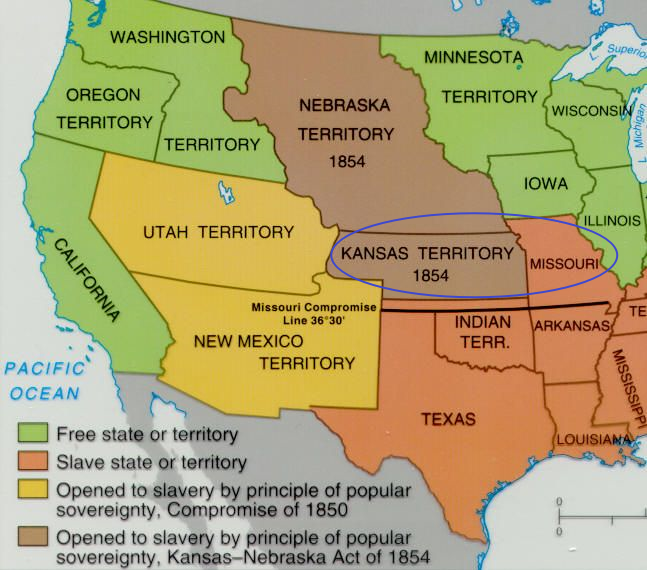 WASHINGTON
OREGON
TERRITORY
TERRITORY
NEBRASKA
TERRITORY
1854
MINNESOTA
TERRITORY
L. Superior
WISCONSIN
L. Michigan
IOWA
ILLINOIS
UTAH TERRITORY
KANSAS TERRITORY
1854
MISSOURI
CALIFORNIA
Missouri Compromise
Line 36°30'
NEW MEXICO
TERRITORY
INDIAN
TERR.
ARKANSAS
TE
MISSISSIPPI
PACIFIC
OCEAN
TEXAS
LOUISIANA
Free state or territory
Slave state or territory
Opened to slavery by principle of popular
sovereignty, Compromise of 1850
Opened to slavery by principle of popular
sovereignty, Kansas–Nebraska Act of 1854
0
0